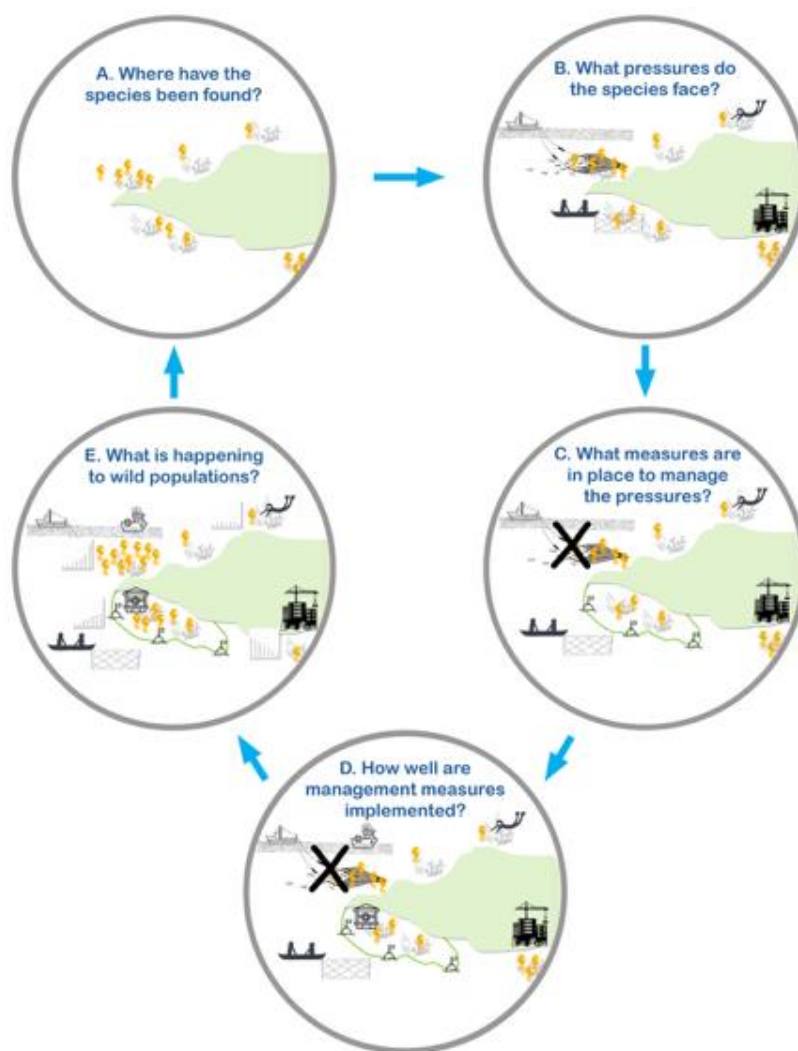 A. Where have the
species been found?
B. What pressures do
the species face?
C. What measures are
in place to manage
the pressures?
D. How well are
management measures
implemented?
E. What is happening
to wild populations?